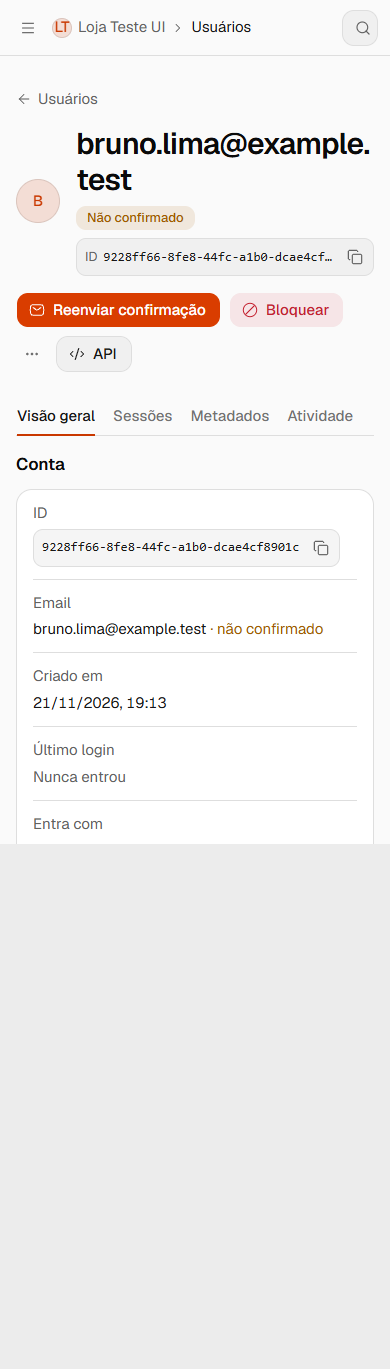 LT Loja Teste UI > Usuários
← Usuários
B
bruno.lima@example.
test
Não confirmado
ID 9228ff66-8fe8-44fc-a1b0-dcae4cf…
Reenviar confirmação
Bloquear
··· </> API
Visão geral Sessões Metadados Atividade
Conta
ID
9228ff66-8fe8-44fc-a1b0-dcae4cf8901c
Email
bruno.lima@example.test · não confirmado
Criado em
21/11/2026, 19:13
Último login
Nunca entrou
Entra com